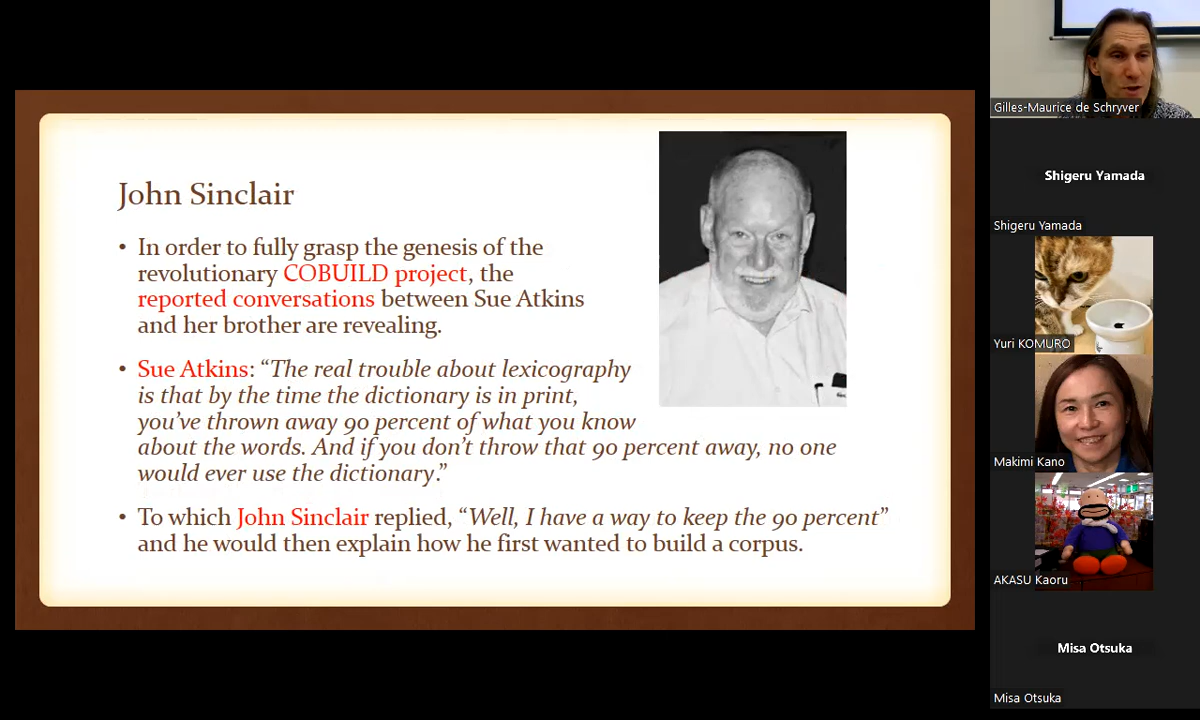 John Sinclair
• In order to fully grasp the genesis of the
revolutionary COBUILD project, the
reported conversations between Sue Atkins
and her brother are revealing.
• Sue Atkins: “The real trouble about lexicography
is that by the time the dictionary is in print,
you’ve thrown away 90 percent of what you know
about the words. And if you don’t throw that 90 percent away, no one
would ever use the dictionary.”
• To which John Sinclair replied, “Well, I have a way to keep the 90 percent”
and he would then explain how he first wanted to build a corpus.
Gilles-Maurice de Schryver
Shigeru Yamada
Shigeru Yamada
Yuri KOMURO
Makimi Kano
AKASU Kaoru
Misa Otsuka
Misa Otsuka